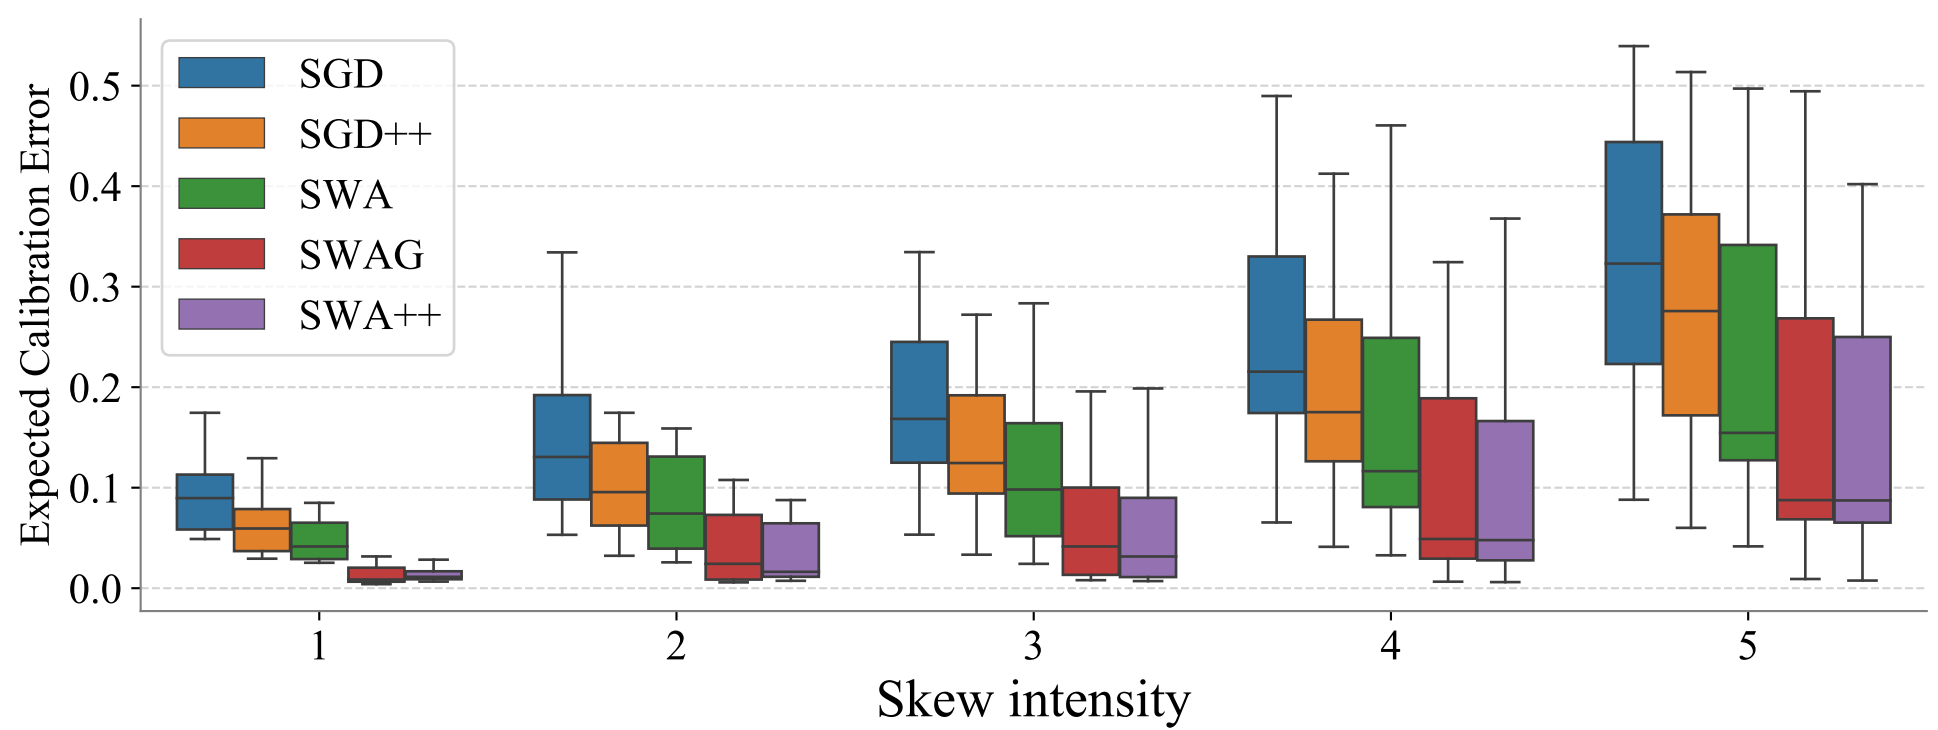 Expected Calibration Error
0.5
0.4
0.3
0.2
0.1
0.0
SGD
SGD++
SWA
SWAG
SWA++
1 2 3 4 5
Skew intensity